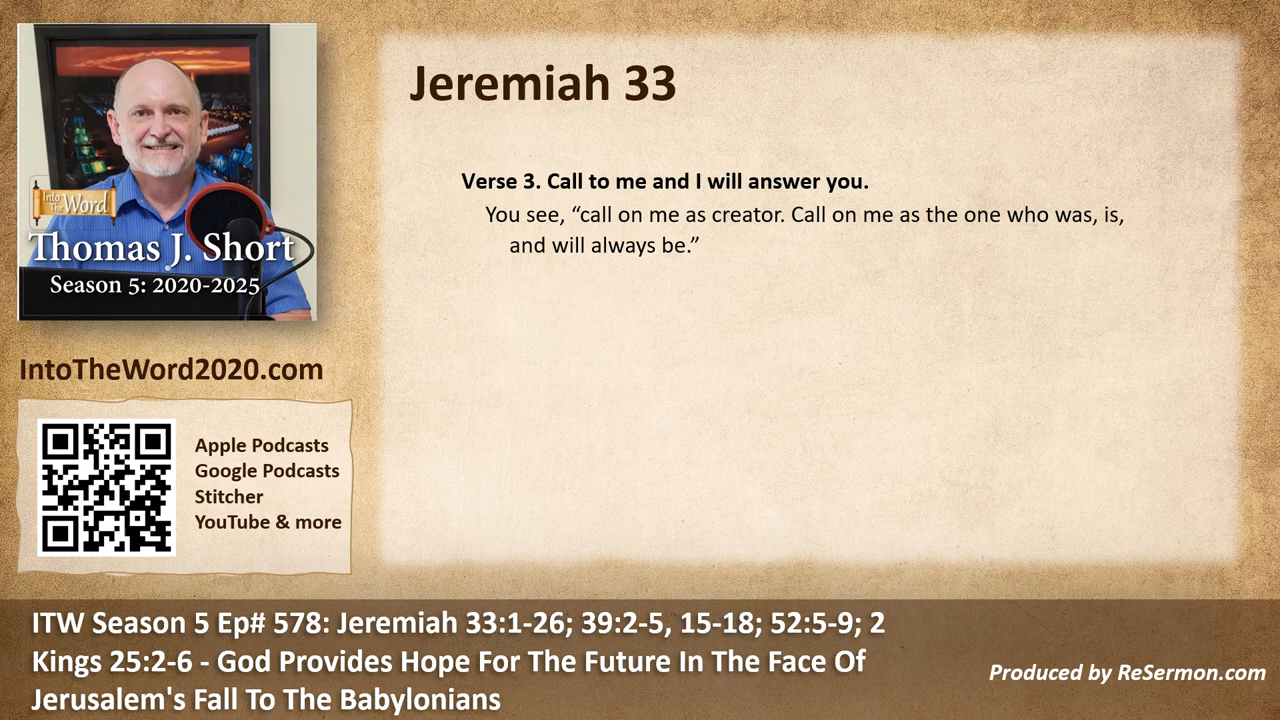 Into
The Word
Thomas J. Short
Season 5: 2020-2025
IntoTheWord2020.com
Apple Podcasts
Google Podcasts
Stitcher
YouTube & more
Jeremiah 33
Verse 3. Call to me and I will answer you.
You see, “call on me as creator. Call on me as the one who was, is,
and will always be.”
ITW Season 5 Ep# 578: Jeremiah 33:1-26; 39:2-5, 15-18; 52:5-9; 2
Kings 25:2-6 - God Provides Hope For The Future In The Face Of
Jerusalem's Fall To The Babylonians
Produced by ReSermon.com